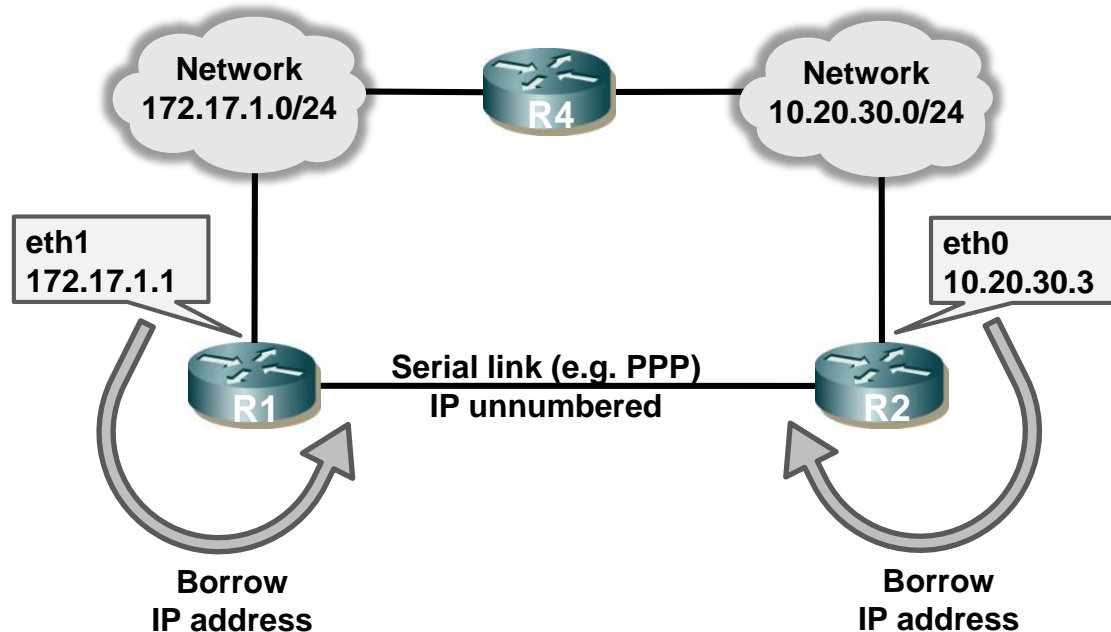 Network
172.17.1.0/24
R4
Network
10.20.30.0/24
eth1
172.17.1.1
eth0
10.20.30.3
R1
Serial link (e.g. PPP)
IP unnumbered
R2
Borrow
IP address
Borrow
IP address